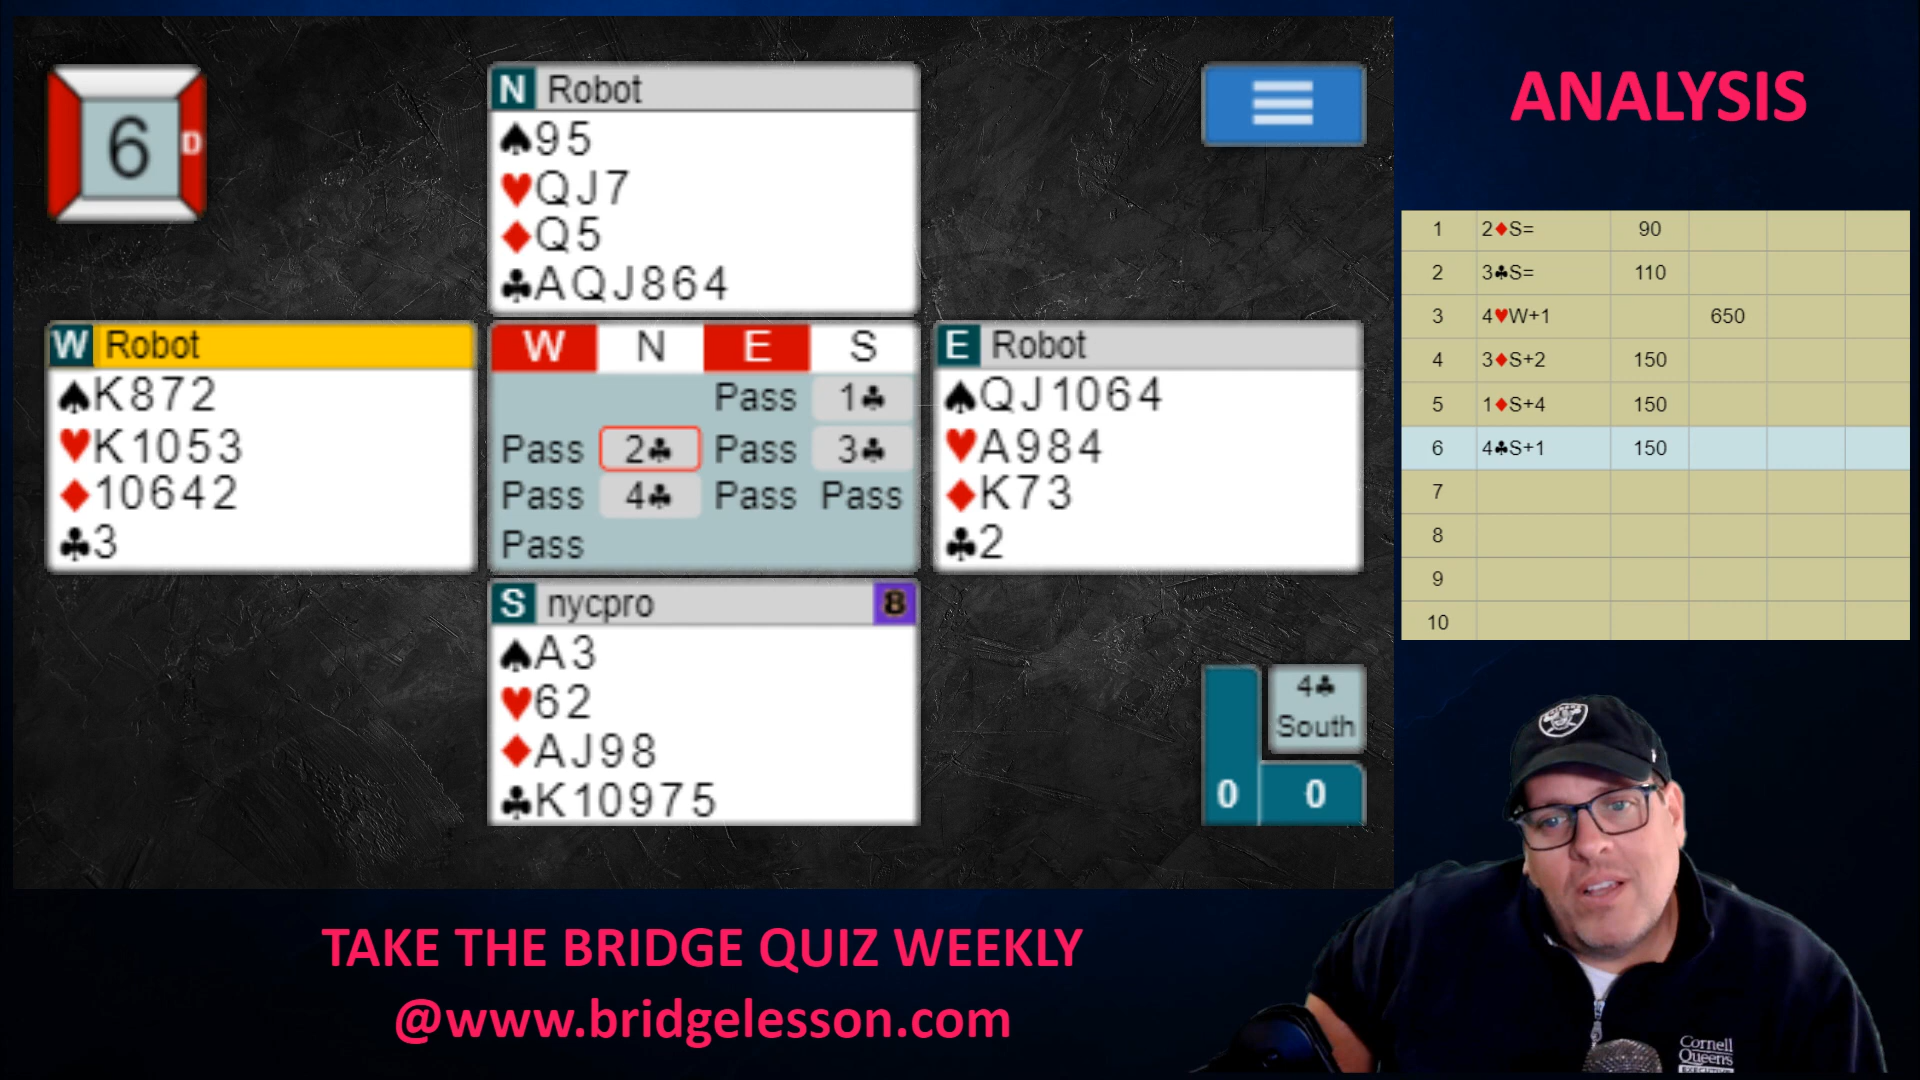 6
D
N Robot
♠95
♥QJ7
♦Q5
♣AQJ864
W Robot
♠K872
♥K1053
♦10642
♣3
W N E S
Pass 1♣
Pass 2♣ Pass 3♣
Pass 4♣ Pass Pass
Pass
E Robot
♠QJ1064
♥A984
♦K73
♣2
S nycpro 8
♠A3
♥62
♦AJ98
♣K10975
4♣
South
0 0
ANALYSIS
1 2♦S= 90
2 3♣S= 110
3 4♥W+1 650
4 3♦S+2 150
5 1♦S+4 150
6 4♣S+1 150
7
8
9
10
TAKE THE BRIDGE QUIZ WEEKLY
@www.bridgelesson.com
RAIDERS
Cornell
Queens